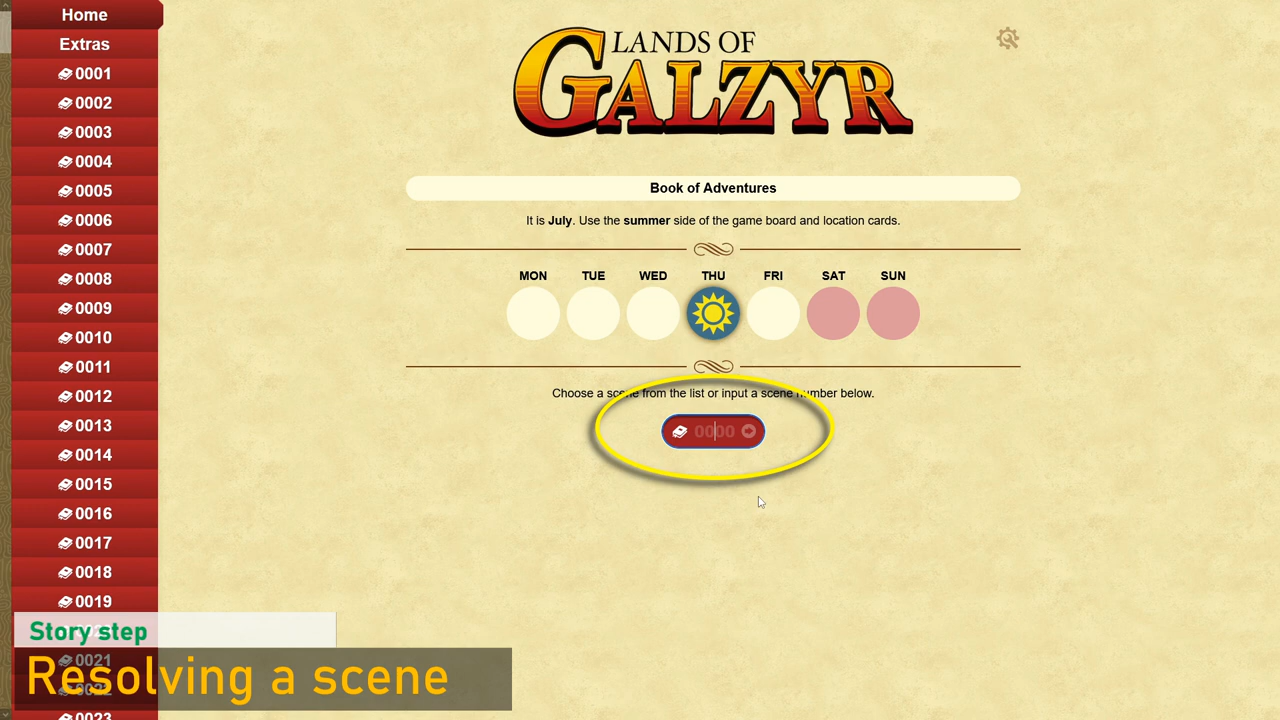 Home
Extras
0001
0002
0003
0004
0005
0006
0007
0008
0009
0010
0011
0012
0013
0014
0015
0016
0017
0018
0019
0021
0023
LANDS OF
GALZYR
Book of Adventures
It is July. Use the summer side of the game board and location cards.
MON TUE WED THU FRI SAT SUN
Choose a scene from the list or input a scene number below.
0000
Story step
Resolving a scene